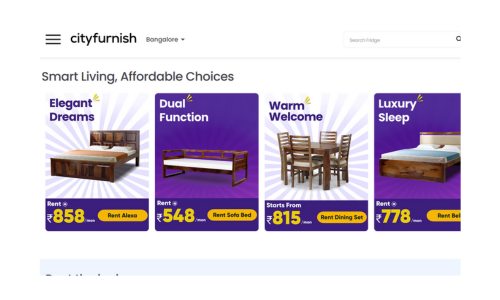 cityfurnish
Bangalore
Search Fridge
Smart Living, Affordable Choices
Elegant
Dreams
Rent
₹858/mon
Rent Alexa
Dual
Function
Rent
₹548/mon
Rent Sofa Bed
Warm
Welcome
Starts From
₹815/mon
Rent Dining Set
Luxury
Sleep
Rent
₹778/mon
Rent Bel